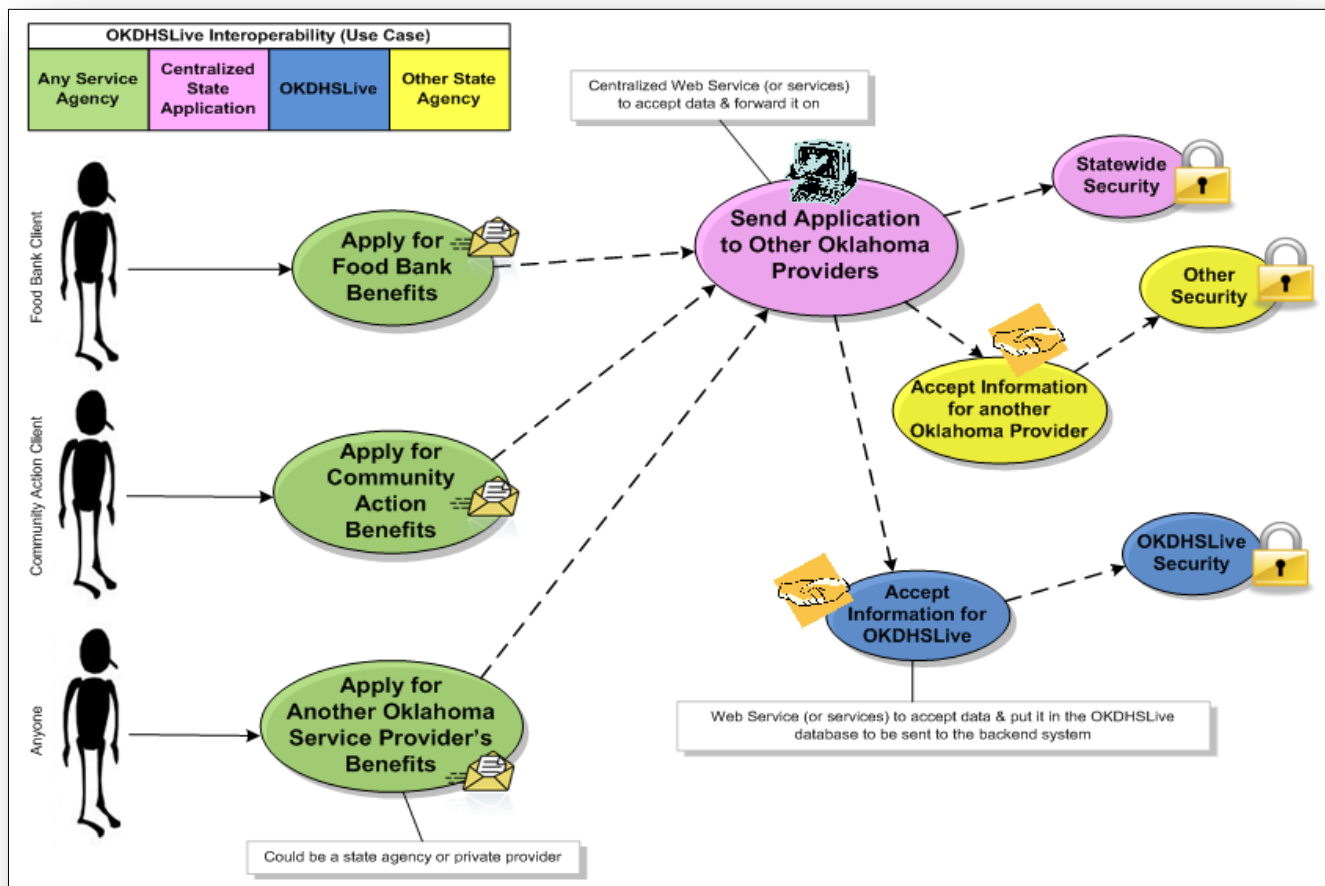 OKDHSLive Interoperability (Use Case)
Any Service
Agency
Centralized
State
Application
OKDHSLive
Other State
Agency
Centralized Web Service (or services)
to accept data & forward it on
Food Bank Client
Apply for
Food Bank
Benefits
Send Application
to Other Oklahoma
Providers
Statewide
Security
Other
Security
Accept Information
for another
Oklahoma Provider
Community Action Client
Apply for
Community
Action
Benefits
OKDHSLive
Security
Accept
Information for
OKDHSLive
Web Service (or services) to accept data & put it in the OKDHSLive
database to be sent to the backend system
Anyone
Apply for
Another Oklahoma
Service Provider's
Benefits
Could be a state agency or private provider